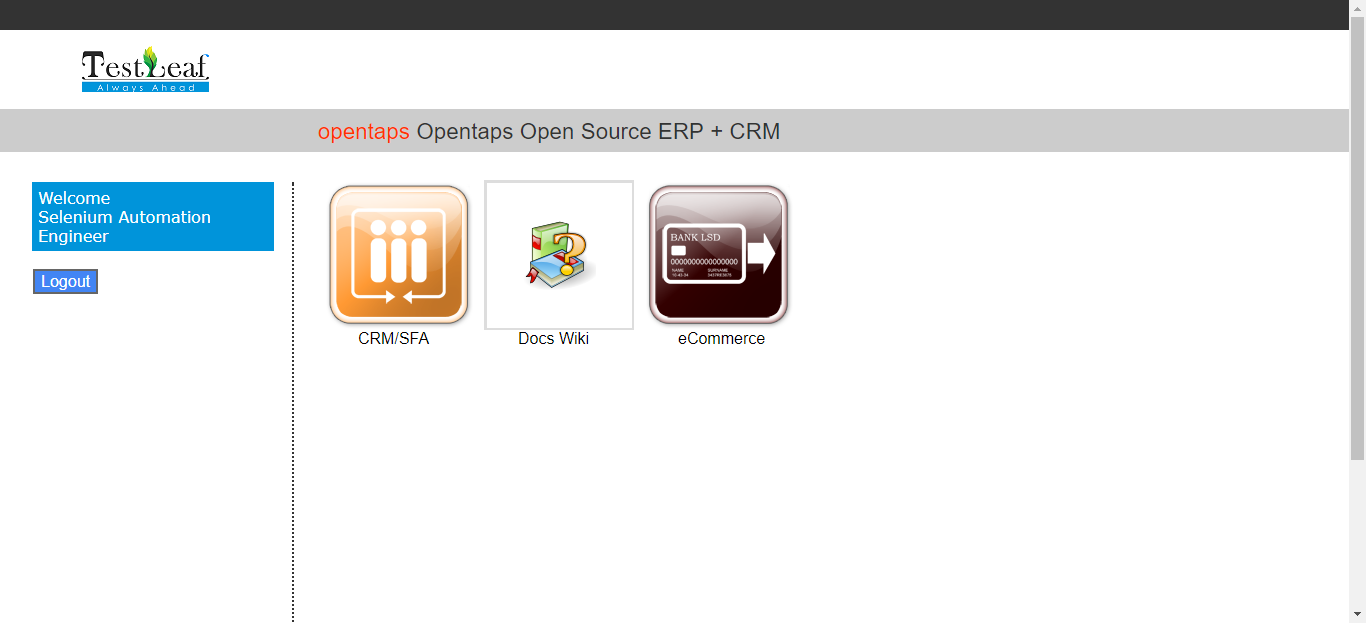 TestLeaf
Always Ahead
opentaps Opentaps Open Source ERP + CRM
Welcome
Selenium Automation
Engineer
Logout
BANK LSD
NAME
SURNAME
CRM/SFA
Docs Wiki
eCommerce